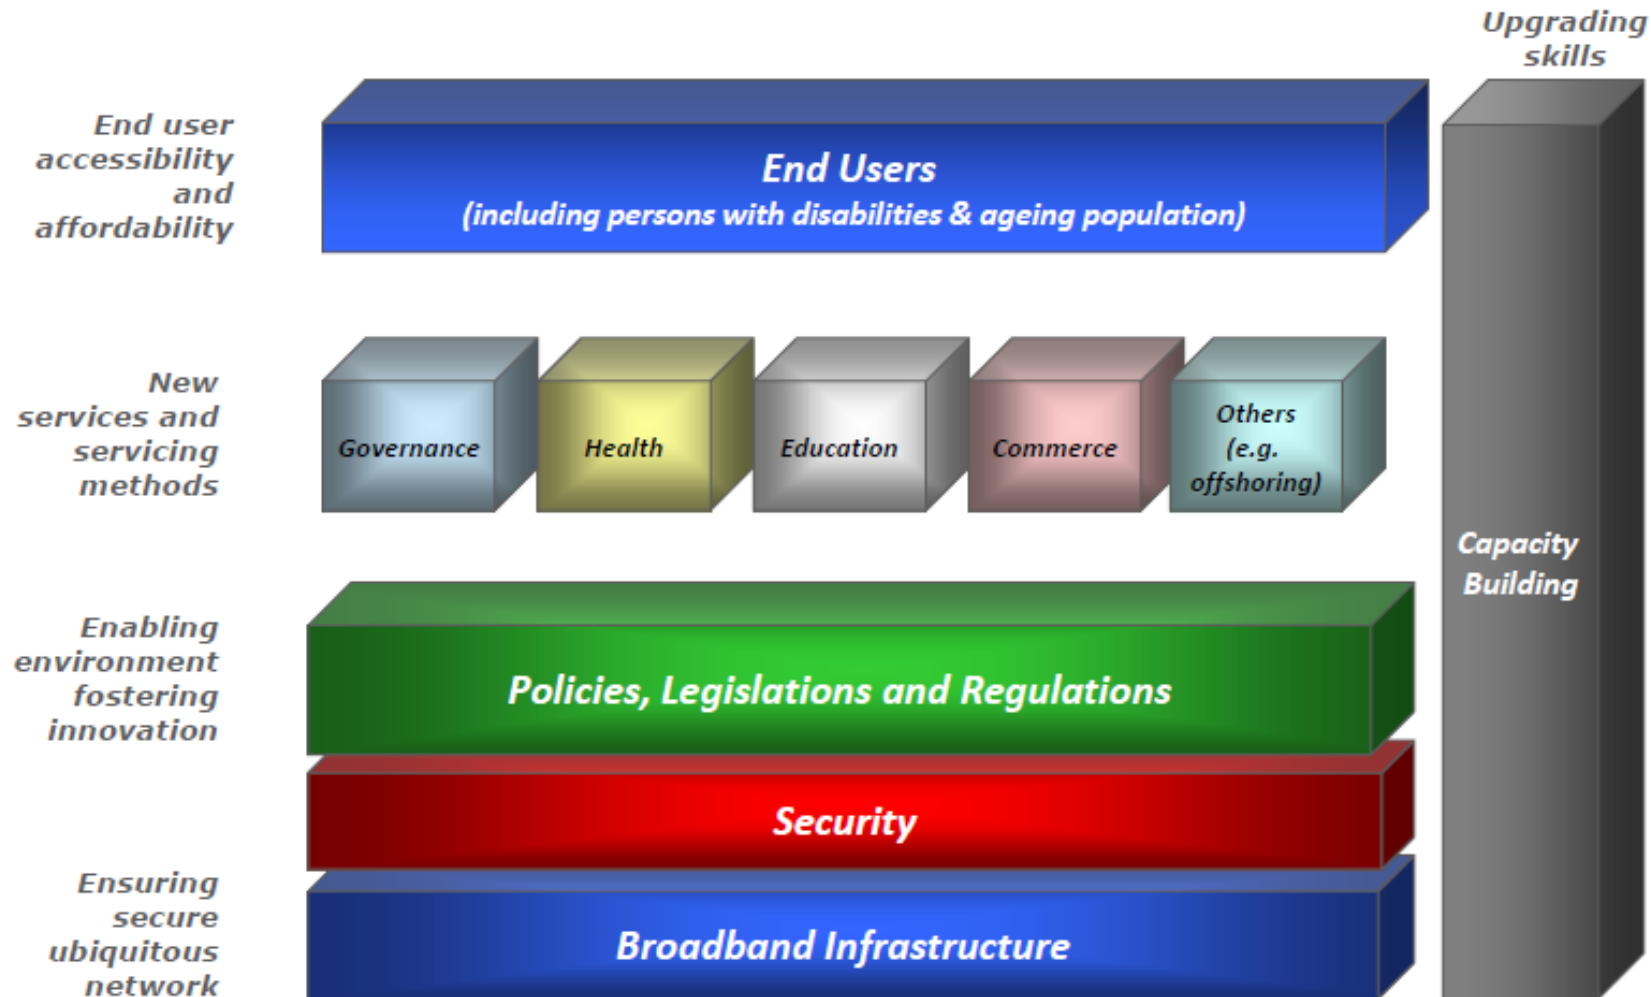 Upgrading
skills
End user
accessibility
and
affordability
End Users
(including persons with disabilities & ageing population)
New
services and
servicing
methods
Governance
Health
Education
Commerce
Others
(e.g.
offshoring)
Capacity
Building
Enabling
environment
fostering
innovation
Policies, Legislations and Regulations
Security
Ensuring
secure
ubiquitous
network
Broadband Infrastructure